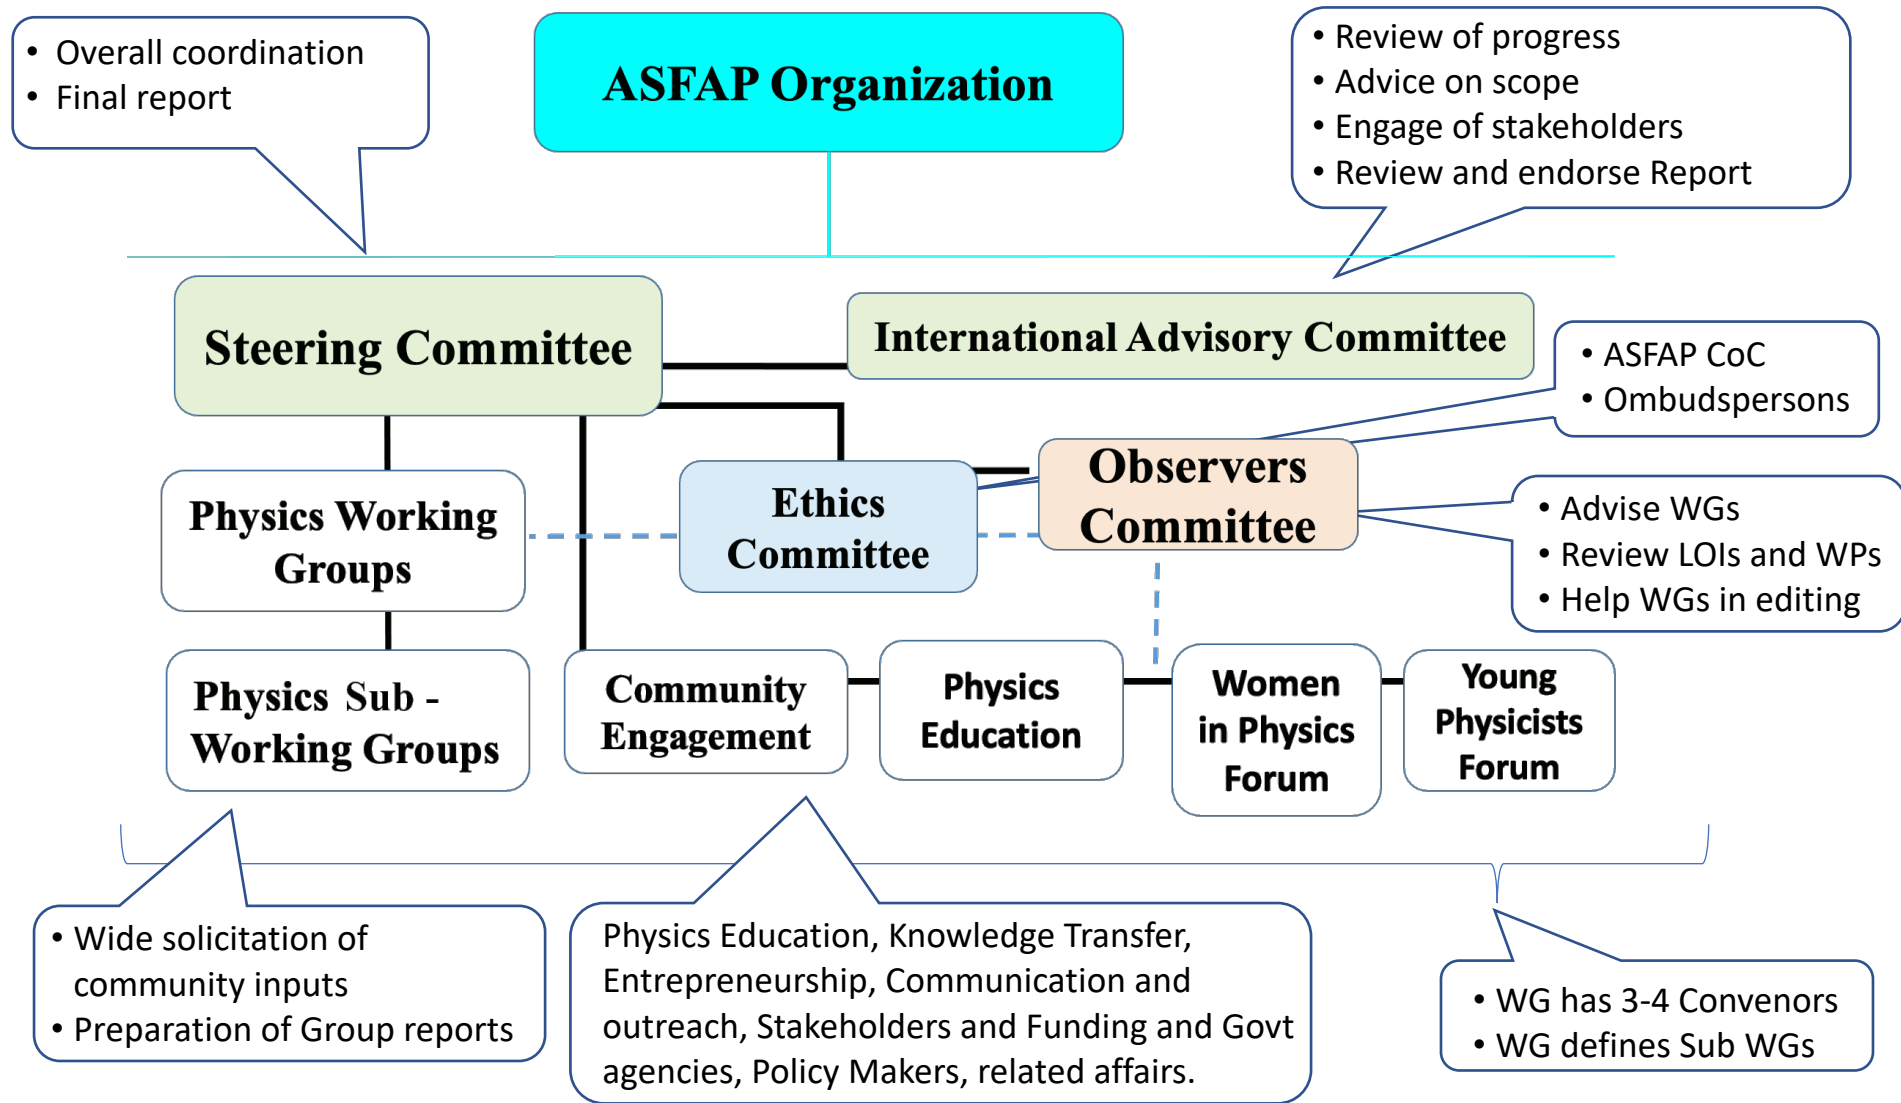 • Overall coordination
• Final report
ASFAP Organization
• Review of progress
• Advice on scope
• Engage of stakeholders
• Review and endorse Report
Steering Committee
International Advisory Committee
• ASFAP CoC
• Ombudspersons
Physics Working
Groups
Ethics
Committee
Observers
Committee
• Advise WGs
• Review LOIs and WPs
• Help WGs in editing
Physics Sub -
Working Groups
Community
Engagement
Physics
Education
Women
in Physics
Forum
Young
Physicists
Forum
• Wide solicitation of
community inputs
• Preparation of Group reports
Physics Education, Knowledge Transfer,
Entrepreneurship, Communication and
outreach, Stakeholders and Funding and Govt
agencies, Policy Makers, related affairs.
• WG has 3-4 Convenors
• WG defines Sub WGs